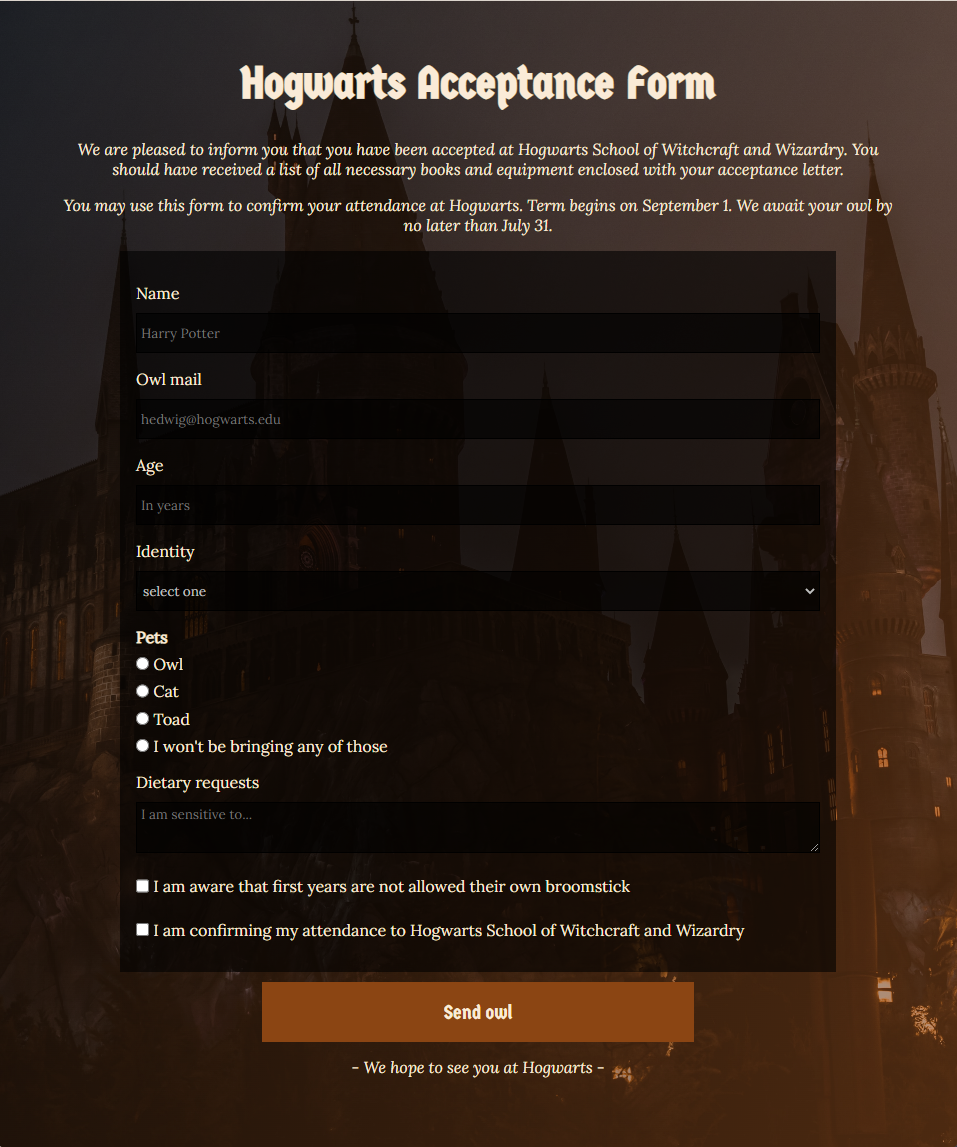 Hogwarts Acceptance Form
We are pleased to inform you that you have been accepted at Hogwarts School of Witchcraft and Wizardry. You
should have received a list of all necessary books and equipment enclosed with your acceptance letter.
You may use this form to confirm your attendance at Hogwarts. Term begins on September 1. We await your owl by
no later than July 31.
Name
Harry Potter
Owl mail
hedwig@hogwarts.edu
Age
In years
Identity
select one
Pets
Owl
Cat
Toad
I won't be bringing any of those
Dietary requests
I am sensitive to...
I am aware that first years are not allowed their own broomstick
I am confirming my attendance to Hogwarts School of Witchcraft and Wizardry
Send owl
- We hope to see you at Hogwarts -